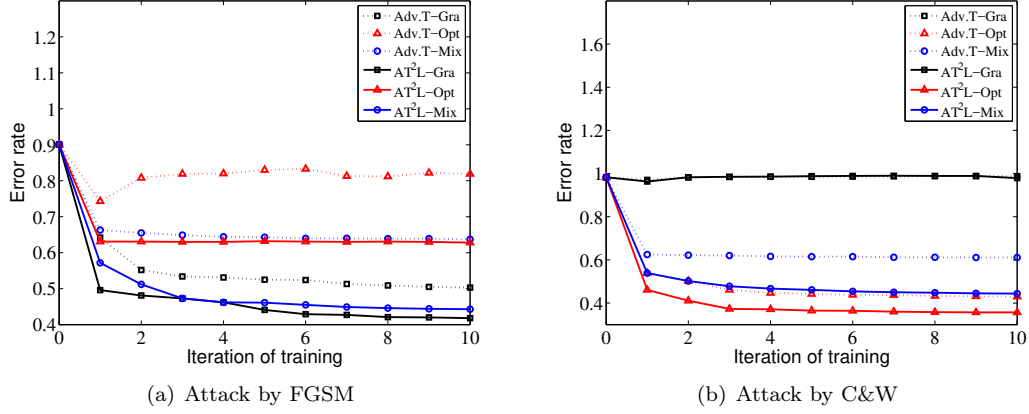 1.3
1.2
1.1
1
0.9
0.8
0.7
0.6
0.5
0.4
0 2 4 6 8 10
Error rate
Iteration of training
Adv.T−Gra
Adv.T−Opt
Adv.T−Mix
AT²L−Gra
AT²L−Opt
AT²L−Mix
(a) Attack by FGSM
1.6
1.4
1.2
1
0.8
0.6
0.4
0 2 4 6 8 10
Error rate
Iteration of training
Adv.T−Gra
Adv.T−Opt
Adv.T−Mix
AT²L−Gra
AT²L−Opt
AT²L−Mix
(b) Attack by C&W